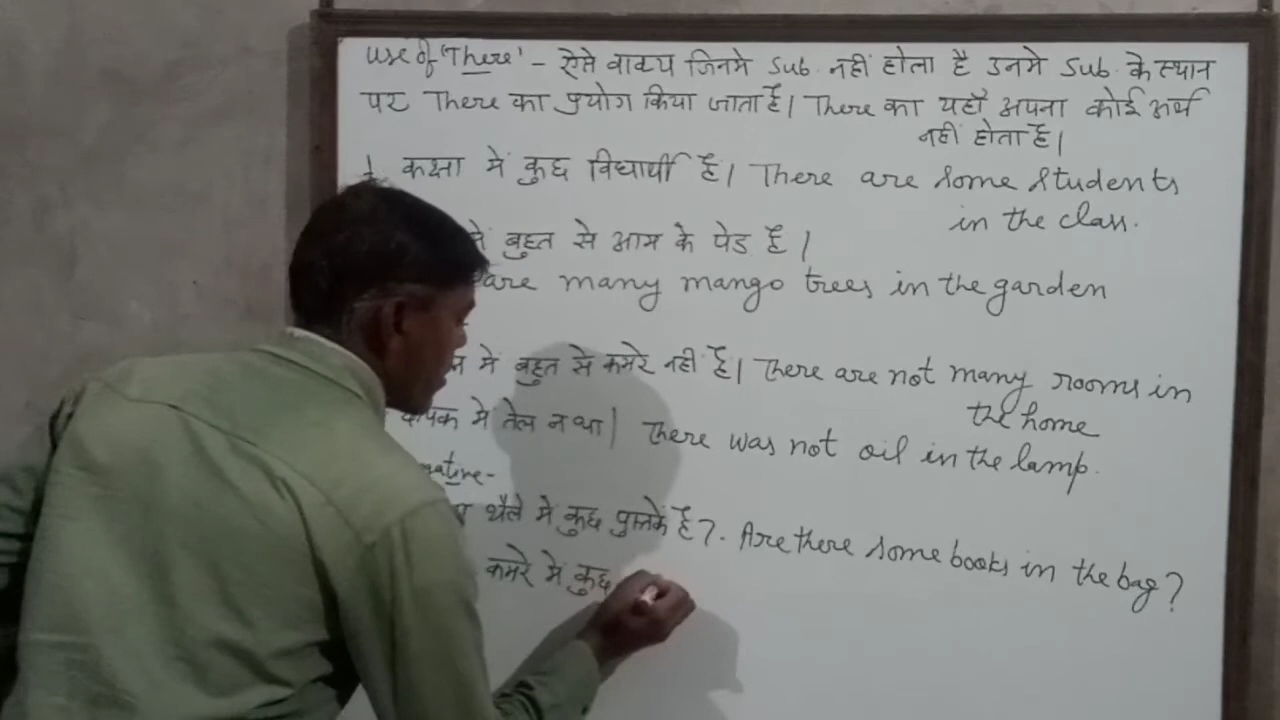 Use of 'There' - ऐसे वाक्य जिनमे Sub. नहीं होता है उनमे Sub. के स्थान
पर There का प्रयोग किया जाता है। There का यहाँ अपना कोई अर्थ
नहीं होता है।
1. कक्षा में कुछ विधार्थी है। There are some students
in the class.
में बहुत से आम के पेड है।
are many mango trees in the garden
में बहुत से कमरे नहीं है। There are not many rooms in
the home
में तेल न था। There was not oil in the lamp.
थैले में कुछ पुस्तकें है?. Are there some books in the bag?
कमरे में कुछ